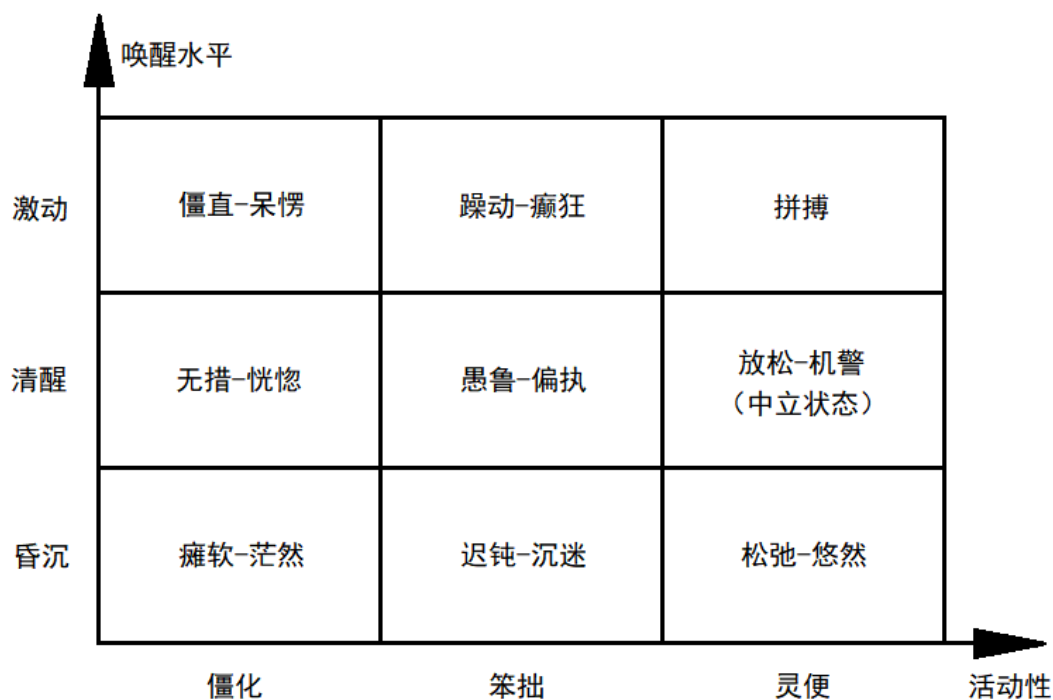 唤醒水平
激动
僵直-呆愣
躁动-癫狂
拼搏
清醒
无措-恍惚
愚鲁-偏执
放松-机警
（中立状态）
昏沉
瘫软-茫然
迟钝-沉迷
松弛-悠然
僵化
笨拙
灵便
活动性